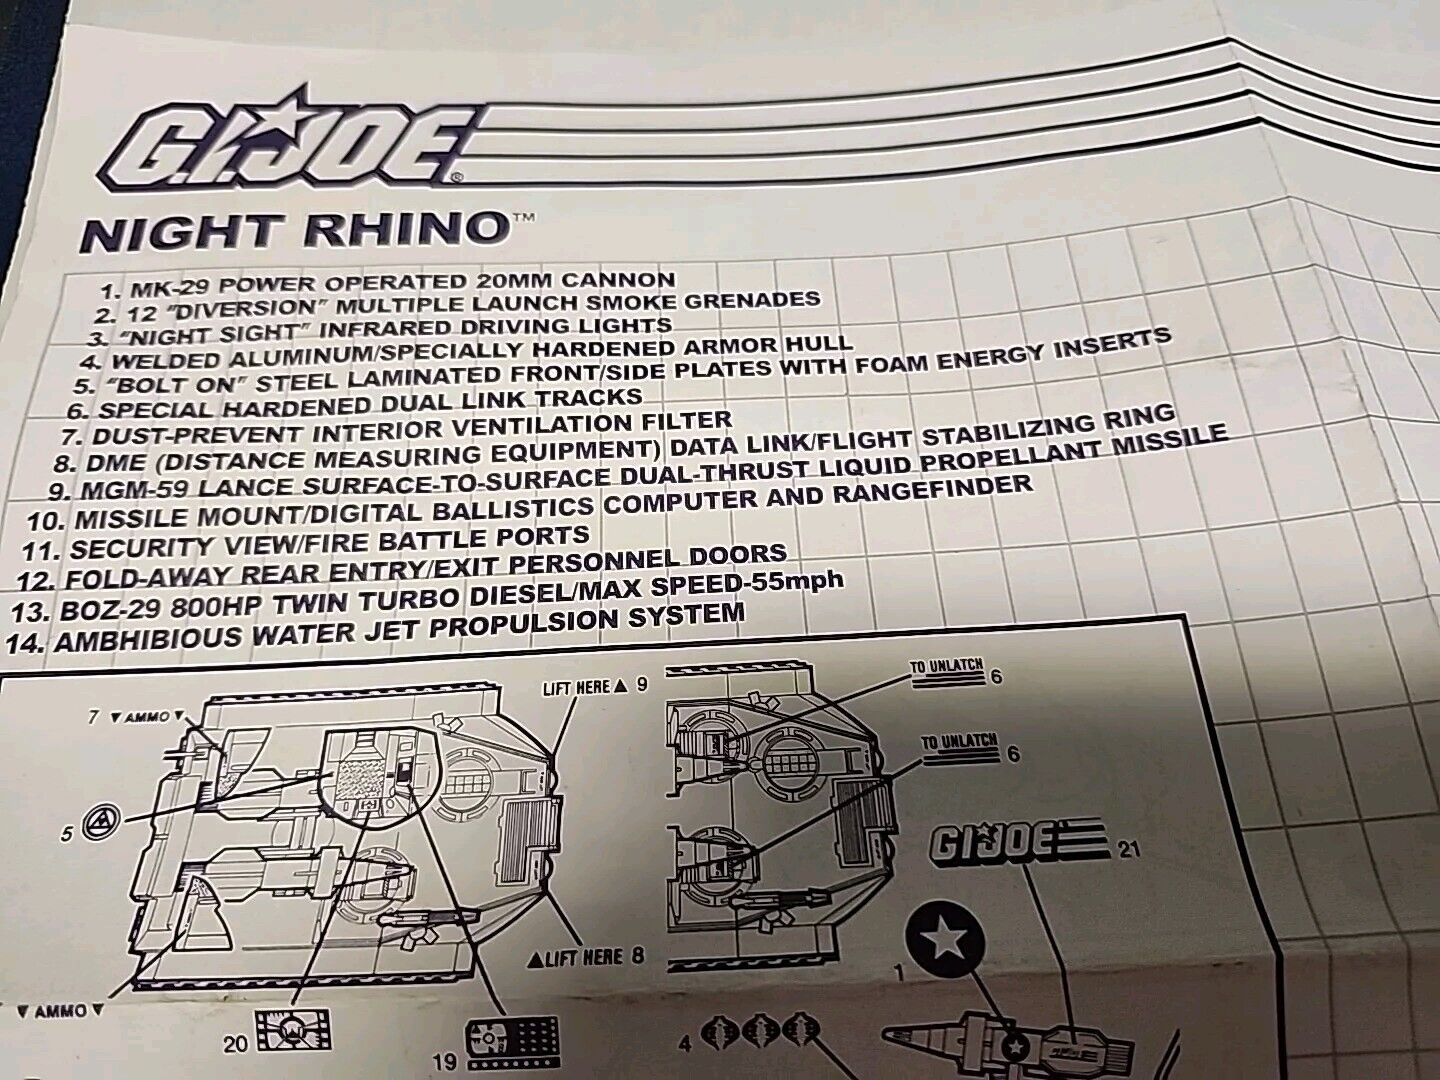 G.I.JOE®
NIGHT RHINO™
1. MK-29 POWER OPERATED 20MM CANNON
2. 12 "DIVERSION" MULTIPLE LAUNCH SMOKE GRENADES
3. "NIGHT SIGHT" INFRARED DRIVING LIGHTS
4. WELDED ALUMINUM/SPECIALLY HARDENED ARMOR HULL
5. "BOLT ON" STEEL LAMINATED FRONT/SIDE PLATES WITH FOAM ENERGY INSERTS
6. SPECIAL HARDENED DUAL LINK TRACKS
7. DUST-PREVENT INTERIOR VENTILATION FILTER
8. DME (DISTANCE MEASURING EQUIPMENT) DATA LINK/FLIGHT STABILIZING RING
9. MGM-59 LANCE SURFACE-TO-SURFACE DUAL-THRUST LIQUID PROPELLANT MISSILE
10. MISSILE MOUNT/DIGITAL BALLISTICS COMPUTER AND RANGEFINDER
11. SECURITY VIEW/FIRE BATTLE PORTS
12. FOLD-AWAY REAR ENTRY/EXIT PERSONNEL DOORS
13. BOZ-29 800HP TWIN TURBO DIESEL/MAX SPEED-55mph
14. AMBHIBIOUS WATER JET PROPULSION SYSTEM
LIFT HERE ▲ 9
TO UNLATCH 6
7 ▼ AMMO ▼
TO UNLATCH 6
5
GI JOE 21
▲ LIFT HERE 8
1
▼ AMMO ▼
20
19
4